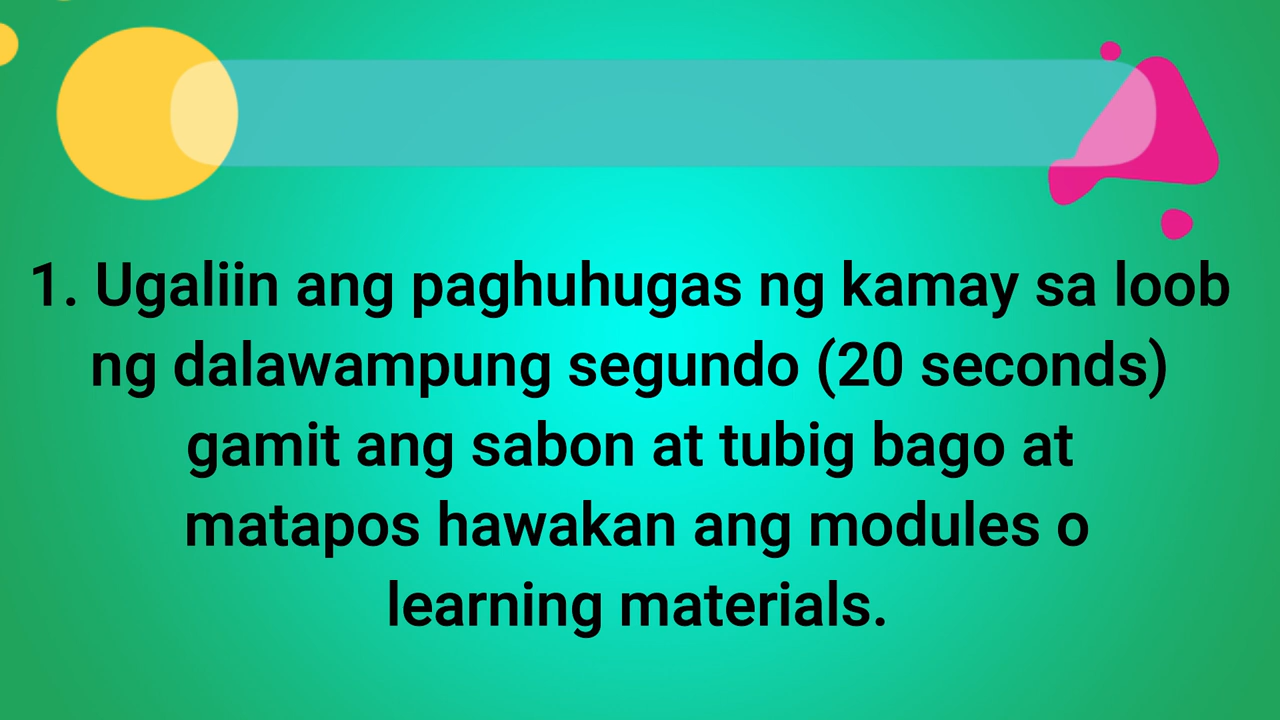 1. Ugaliin ang paghuhugas ng kamay sa loob
ng dalawampung segundo (20 seconds)
gamit ang sabon at tubig bago at
matapos hawakan ang modules o
learning materials.